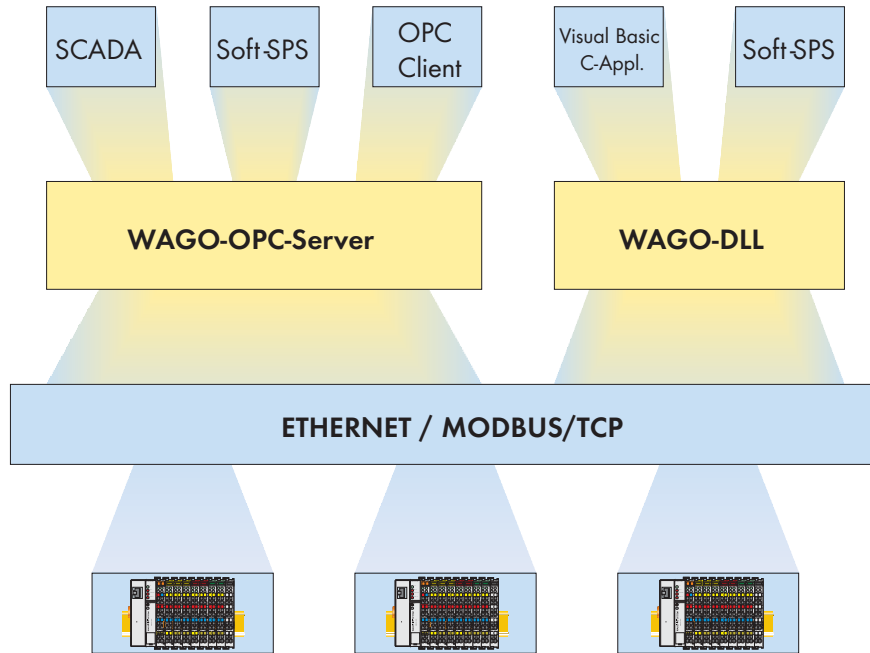 SCADA
Soft-SPS
OPC
Client
Visual Basic
C-Appl.
Soft-SPS
WAGO-OPC-Server
WAGO-DLL
ETHERNET / MODBUS/TCP